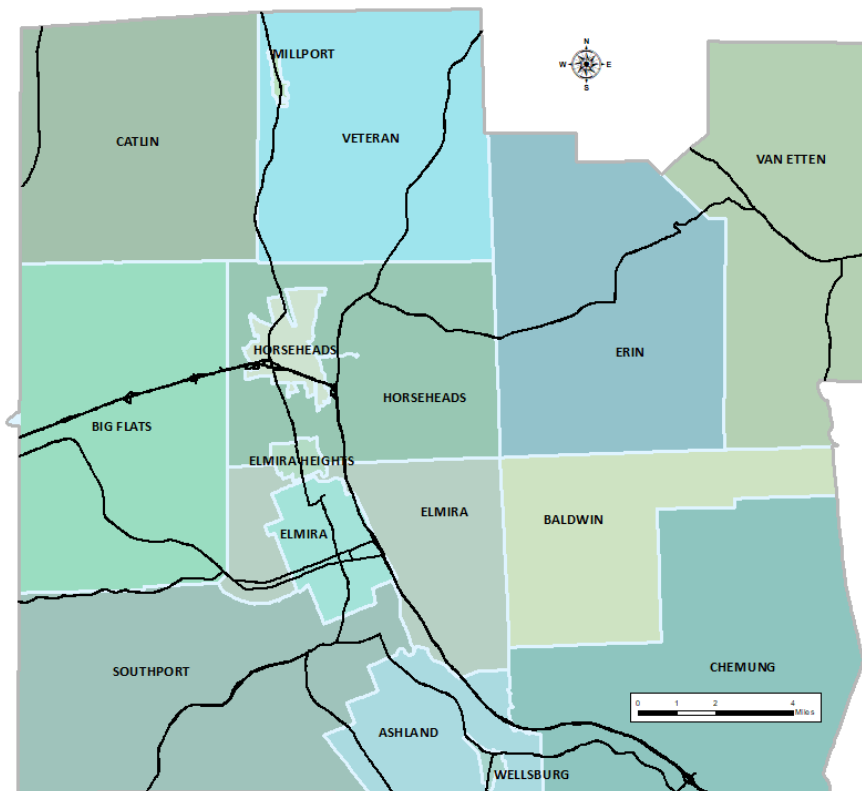 N
W E
S
MILLPORT
CATLIN
VETERAN
VAN ETTEN
HORSEHEADS
ERIN
HORSEHEADS
BIG FLATS
ELMIRA HEIGHTS
ELMIRA
BALDWIN
ELMIRA
SOUTHPORT
CHEMUNG
0 1 2 4
Miles
ASHLAND
WELLSBURG